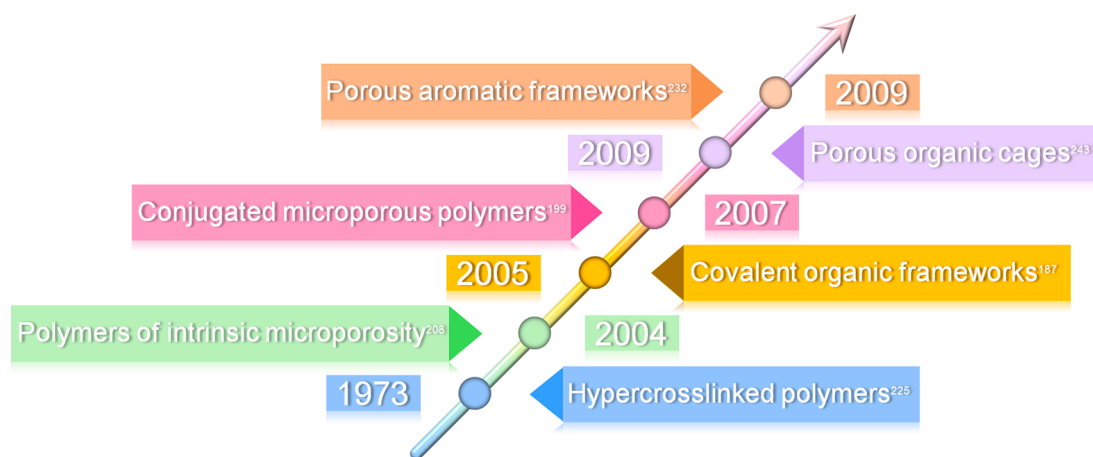 Porous aromatic frameworks²³²
2009
2009
Porous organic cages²⁴³
Conjugated microporous polymers¹⁹⁹
2007
2005
Covalent organic frameworks¹⁸⁷
Polymers of intrinsic microporosity²⁰⁸
2004
1973
Hypercrosslinked polymers²²⁵